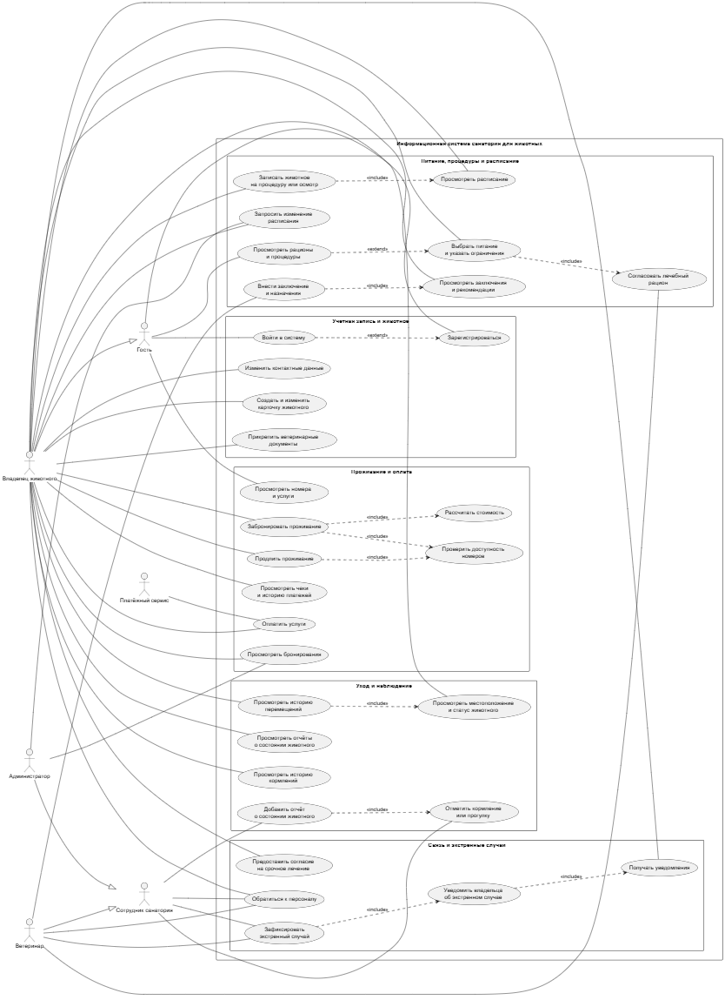 Информационная система санатория для животных
Питание, процедуры и расписание
Записать животное
на процедуру или осмотр
«include»
Просмотреть расписание
Запросить изменение
расписания
Просмотреть рационы
и процедуры
«extend»
Выбрать питание
и указать ограничения
«include»
Согласовать лечебный
рацион
Внести заключение
и назначения
«include»
Просмотреть заключения
и рекомендации
Учетная запись и животное
Гость
Войти в систему
«extend»
Зарегистрироваться
Изменить контактные данные
Создать и изменить
карточку животного
Прикрепить ветеринарные
документы
Владелец животного
Проживание и оплата
Просмотреть номера
и услуги
Забронировать проживание
«include»
Рассчитать стоимость
«include»
Проверить доступность
номеров
Продлить проживание
«include»
Просмотреть чеки
и историю платежей
Платёжный сервис
Оплатить услуги
Просмотреть бронирования
Уход и наблюдение
Просмотреть историю
перемещений
«include»
Просмотреть местоположение
и статус животного
Просмотреть отчёты
о состоянии животного
Администратор
Просмотреть историю
кормлений
Добавить отчёт
о состоянии животного
«include»
Отметить кормление
или прогулку
Связь и экстренные случаи
Предоставить согласие
на срочное лечение
Получать уведомления
«include»
Уведомить владельца
об экстренном случае
Обратиться к персоналу
Сотрудник санатория
«include»
Зафиксировать
экстренный случай
Ветеринар